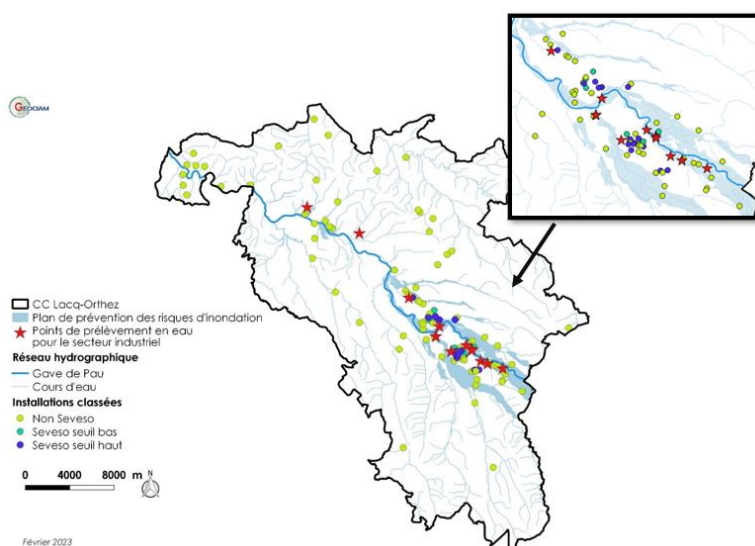 GEOCIAM
CC Lacq-Orthez
Plan de prévention des risques d'inondation
Points de prélèvement en eau
pour le secteur industriel
Réseau hydrographique
Gave de Pau
Cours d'eau
Installations classées
Non Seveso
Seveso seuil bas
Seveso seuil haut
0 4000 8000 m
N
Février 2023